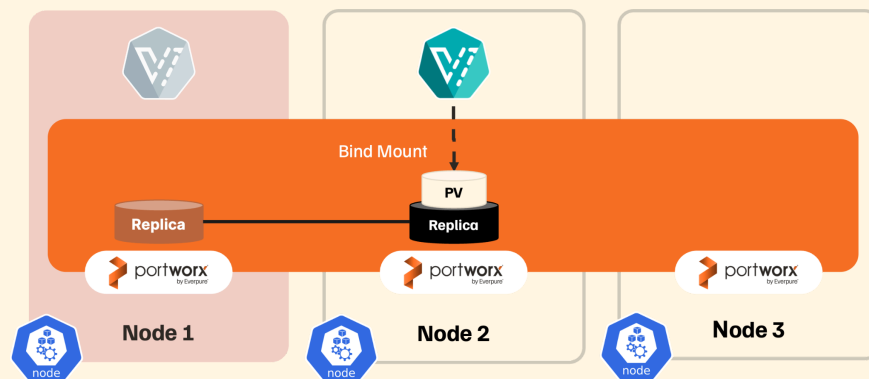 Bind Mount
PV
Replica
Replica
portworx
by Everpure
portworx
by Everpure
portworx
by Everpure
Node 1
Node 2
Node 3
node
node
node